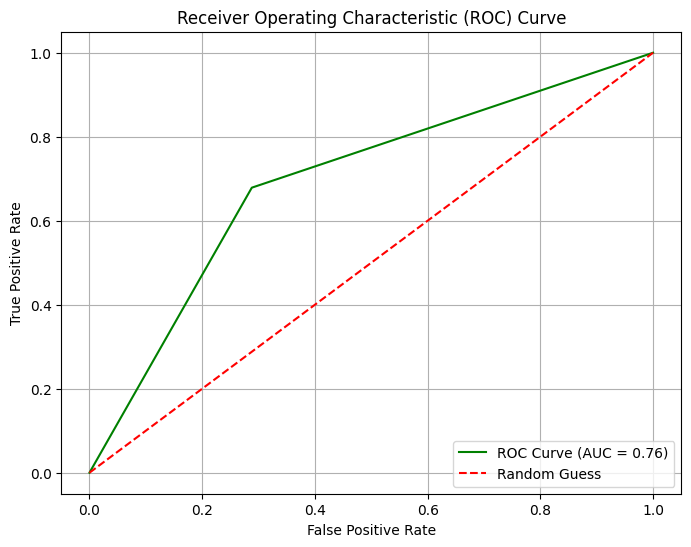 Receiver Operating Characteristic (ROC) Curve
True Positive Rate
1.0
0.8
0.6
0.4
0.2
0.0
0.0 0.2 0.4 0.6 0.8 1.0
False Positive Rate
ROC Curve (AUC = 0.76)
Random Guess